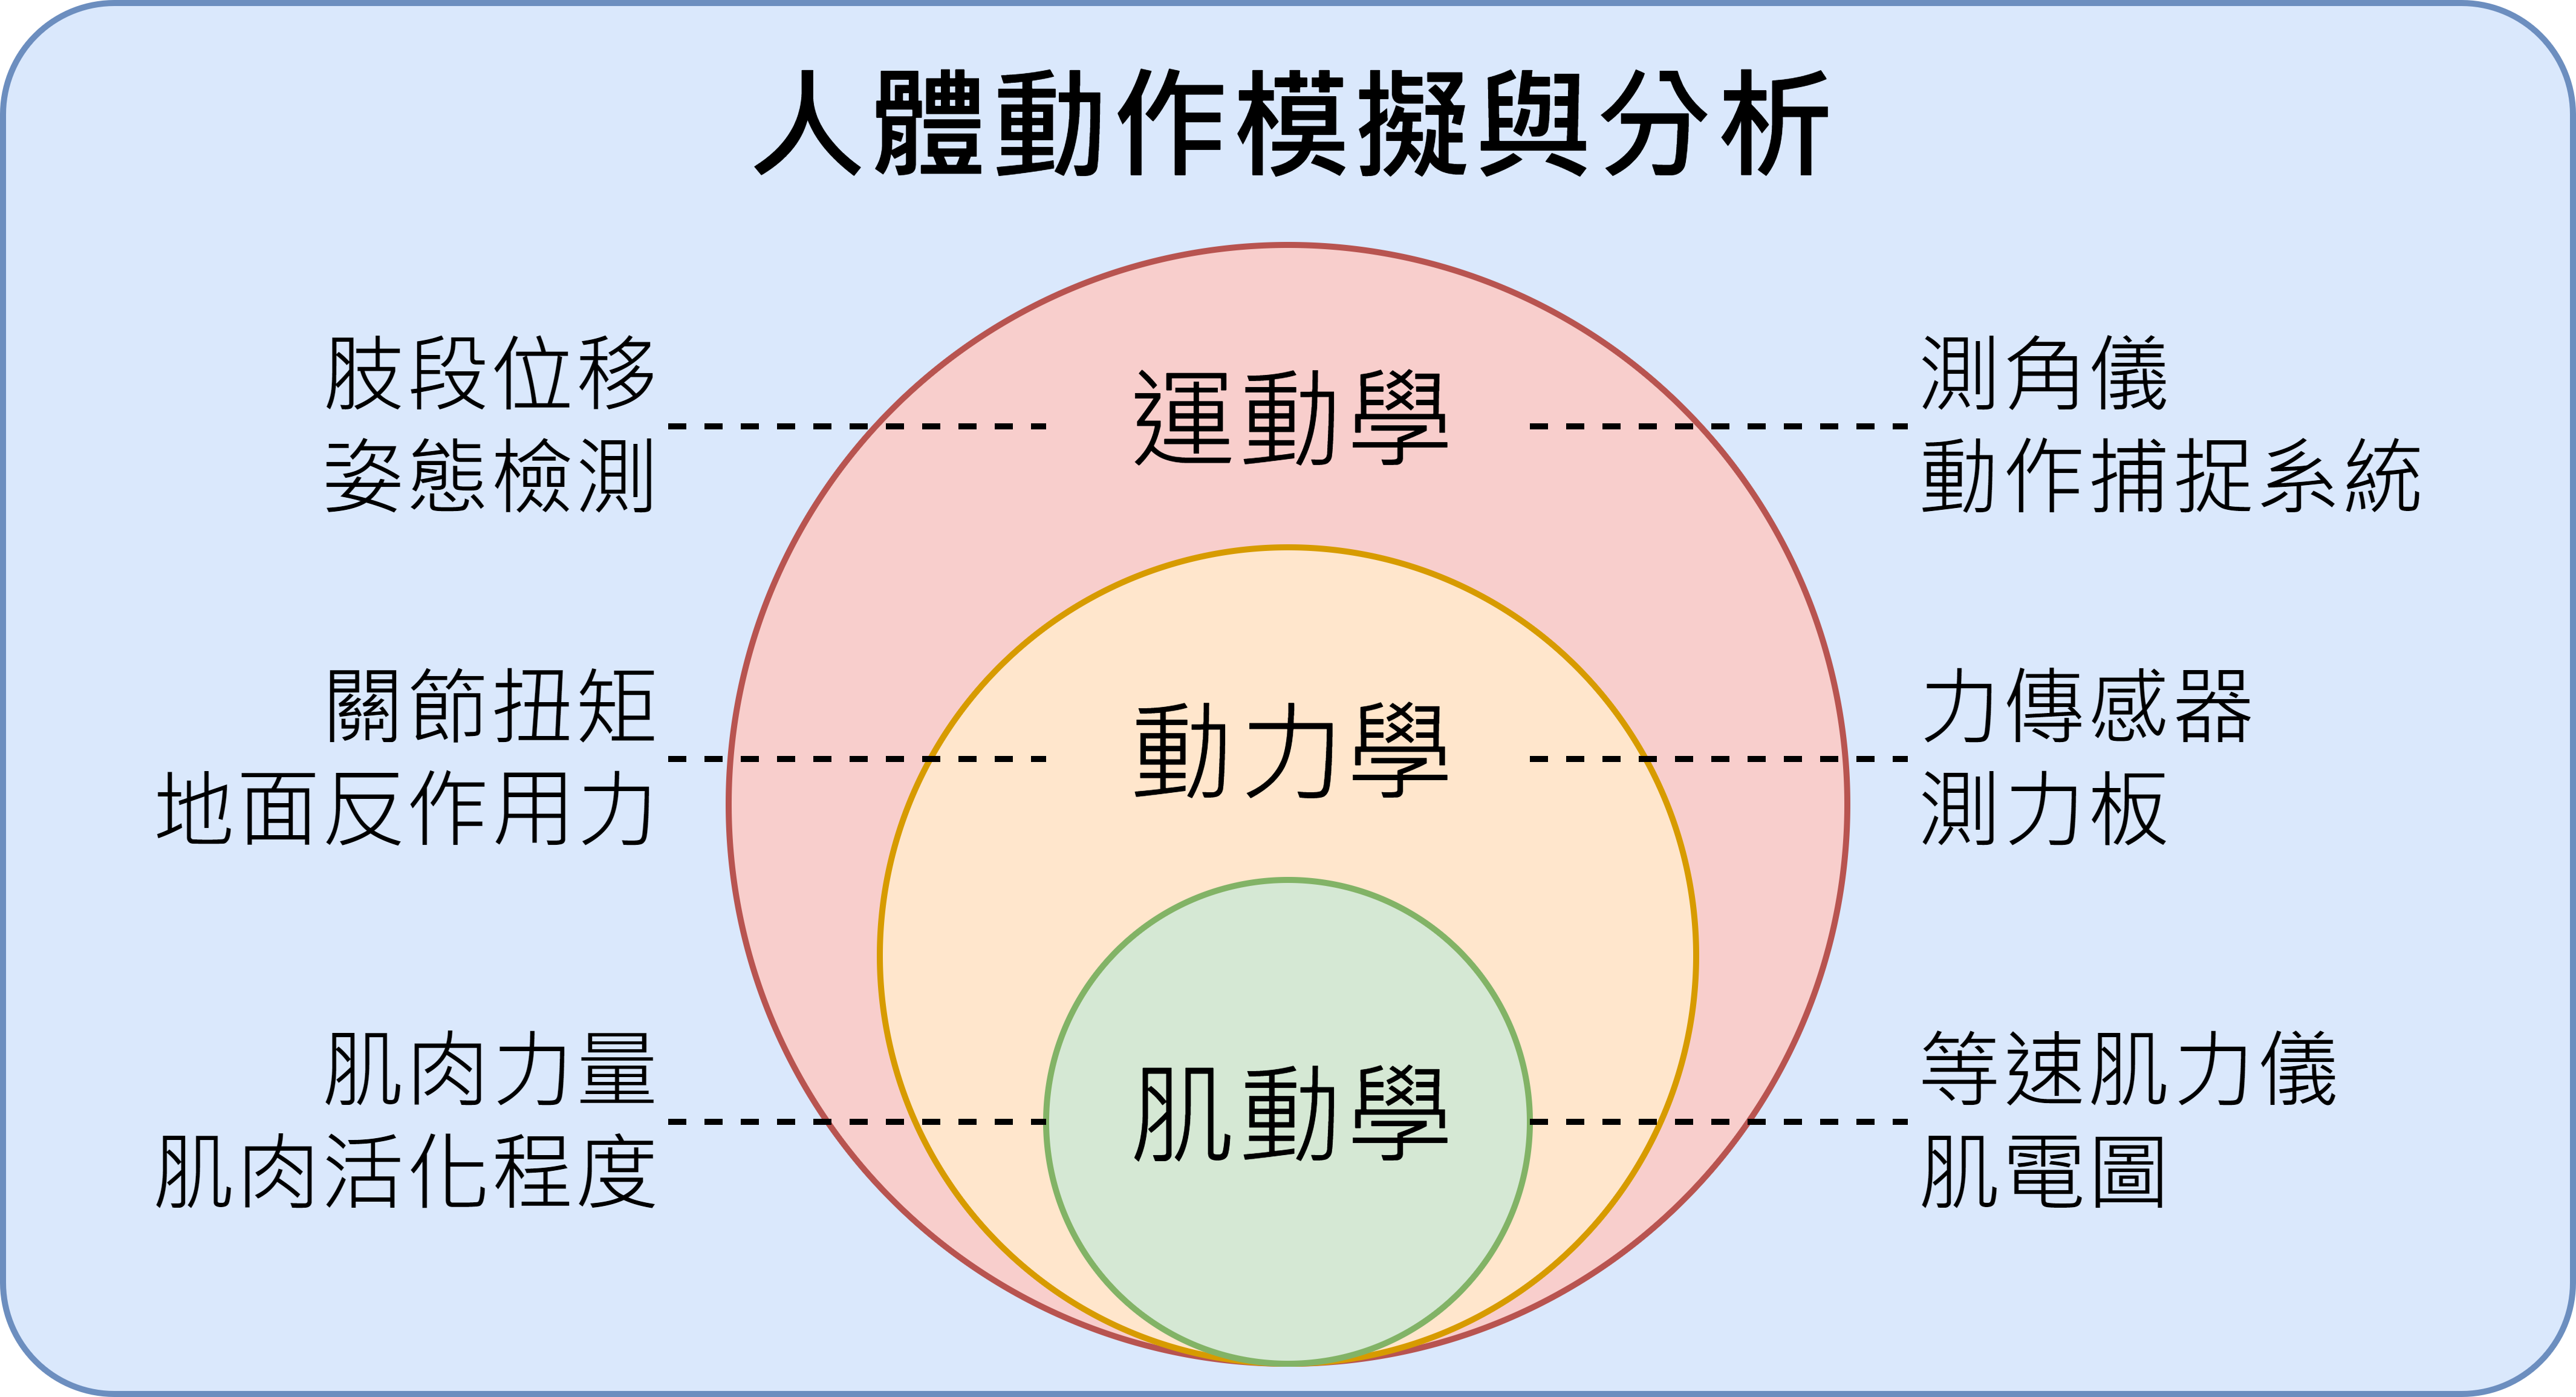 人體動作模擬與分析
肢段位移
姿態檢測
運動學
測角儀
動作捕捉系統
關節扭矩
地面反作用力
動力學
力傳感器
測力板
肌肉力量
肌肉活化程度
肌動學
等速肌力儀
肌電圖